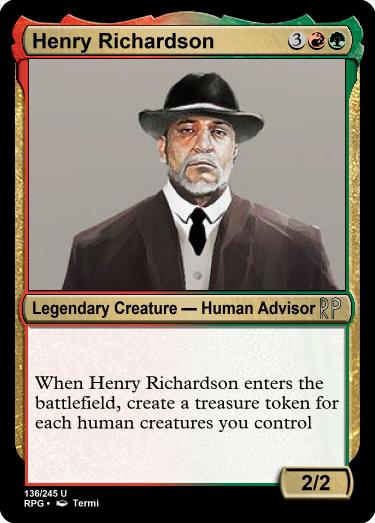 Henry Richardson 3
Legendary Creature — Human Advisor RP
When Henry Richardson enters the
battlefield, create a treasure token for
each human creatures you control
2/2
136/245 U
RPG • Termi